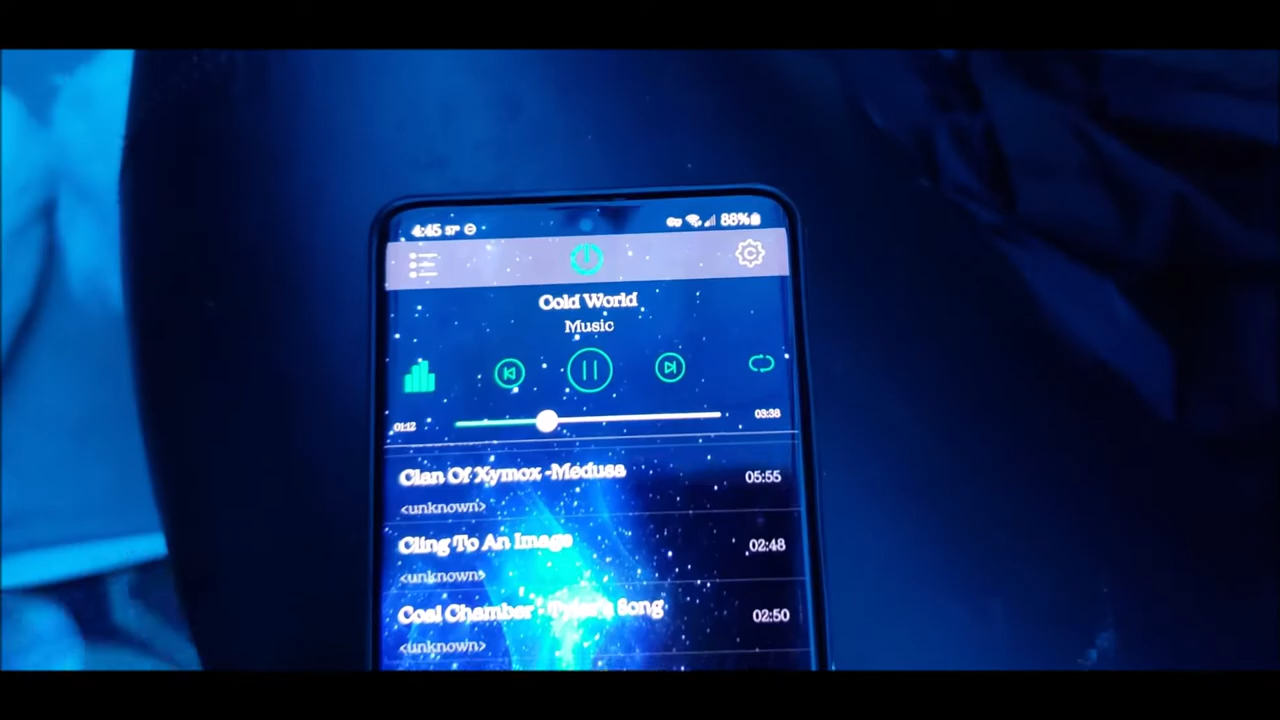 4:45 57° 88%
Cold World
Music
01:12 03:38
Clan Of Xymox -Medusa 05:55
<unknown>
Cling To An Image 02:48
<unknown>
Coal Chamber - Tyler's Song 02:50
<unknown>